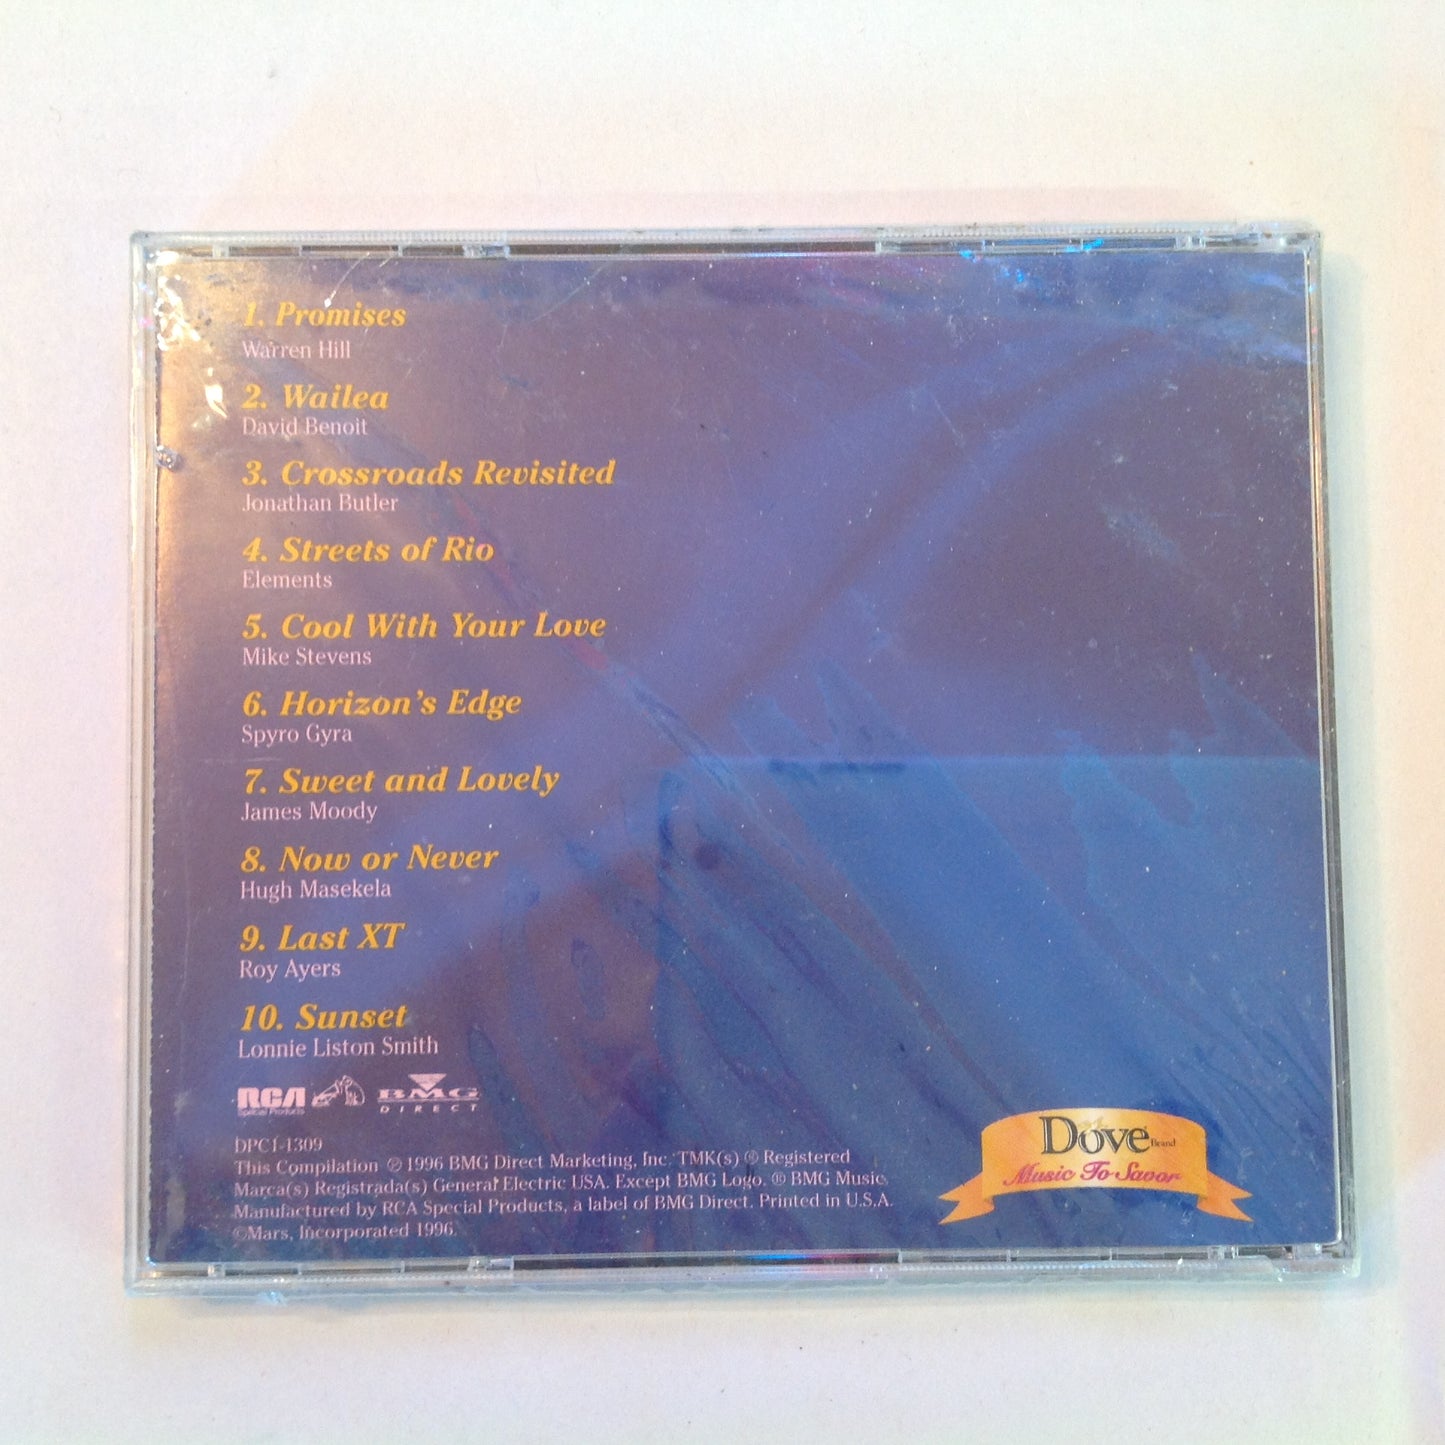 1. Promises
Warren Hill
2. Wailea
David Benoit
3. Crossroads Revisited
Jonathan Butler
4. Streets of Rio
Elements
5. Cool With Your Love
Mike Stevens
6. Horizon's Edge
Spyro Gyra
7. Sweet and Lovely
James Moody
8. Now or Never
Hugh Masekela
9. Last XT
Roy Ayers
10. Sunset
Lonnie Liston Smith
RCA BMG
Special Products DIRECT
DPC1-1309
This Compilation ℗ 1996 BMG Direct Marketing, Inc. TMK(s) ® Registered
Marca(s) Registrada(s) General Electric USA. Except BMG Logo. ® BMG Music
Manufactured by RCA Special Products, a label of BMG Direct. Printed in U.S.A.
©Mars, Incorporated 1996.
Dove Brand
Music To Savor